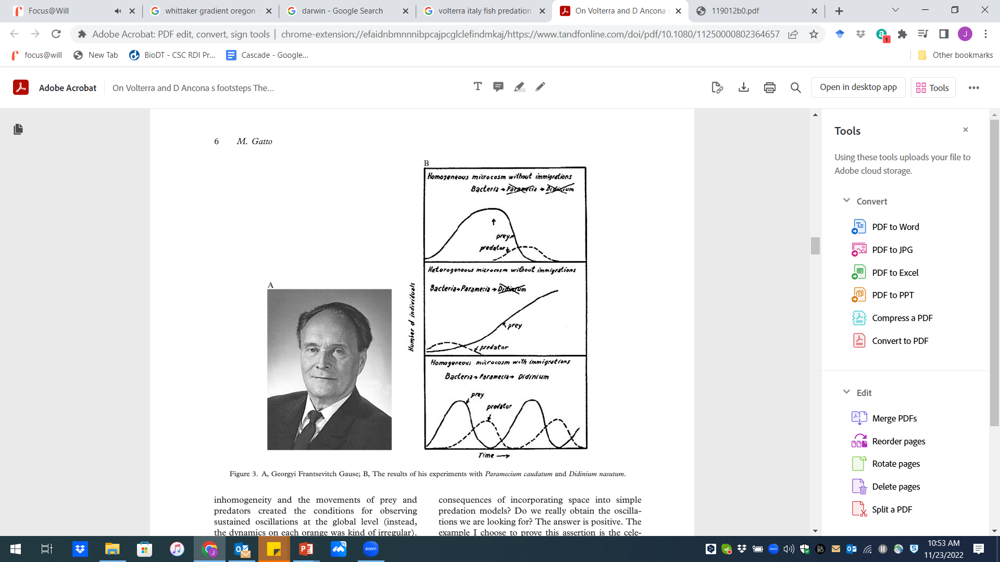 Focus@Will
whittaker gradient oregon
darwin - Google Search
volterra italy fish predation
On Volterra and D Ancona
119012b0.pdf
Adobe Acrobat: PDF edit, convert, sign tools | chrome-extension://efaidnbmnnnibpcajpcglclefindmkaj/https://www.tandfonline.com/doi/pdf/10.1080/11250000802364657
1
J
focus@will
New Tab
BioDT - CSC RDI Pr...
Cascade - Google...
Other bookmarks
Adobe Acrobat
On Volterra and D Ancona s footsteps The...
Open in desktop app
Tools
6 M. Gatto
B
Homogeneous microcosm without immigrations
Bacteria → Paramecia → Didinium
prey
predator
Heterogeneous microcosm without immigrations
Bacteria → Paramecia → Didinium
prey
predator
Homogeneous microcosm with immigrations
Bacteria → Paramecia → Didinium
prey
predator
Number of individuals
Time →
A
Figure 3. A, Georgyi Frantsevitch Gause; B, The results of his experiments with Paramecium caudatum and Didinium nasutum.
inhomogeneity and the movements of prey and
predators created the conditions for observing
sustained oscillations at the global level (instead,
the dynamics on each orange was kind of irregular).
consequences of incorporating space into simple
predation models? Do we really obtain the oscilla-
tions we are looking for? The answer is positive. The
example I choose to prove this assertion is the cele-
Tools
Using these tools uploads your file to
Adobe cloud storage.
Convert
PDF to Word
PDF to JPG
PDF to Excel
PDF to PPT
Compress a PDF
Convert to PDF
Edit
Merge PDFs
Reorder pages
Rotate pages
Delete pages
Split a PDF
zoom
10:53 AM
11/23/2022